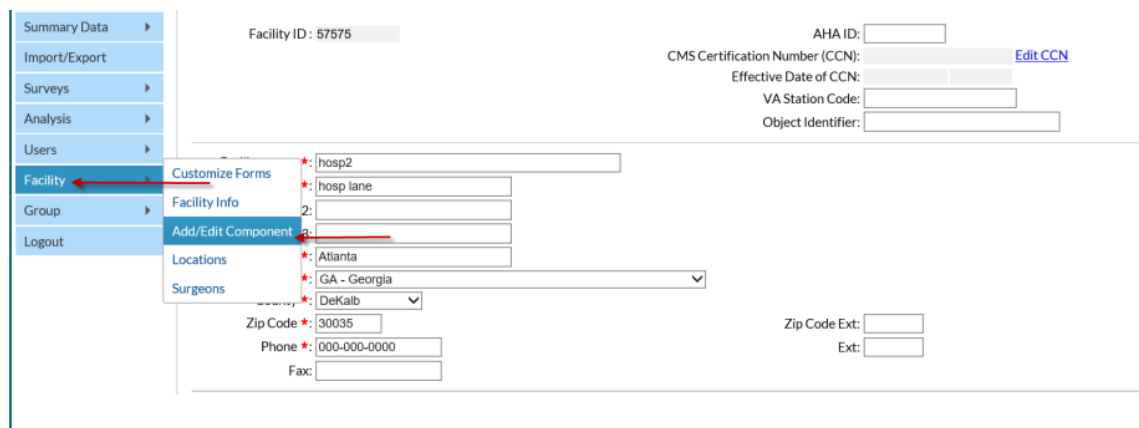 Summary Data
Import/Export
Surveys
Analysis
Users
Facility
Group
Logout
Customize Forms
Facility Info
Add/Edit Component
Locations
Surgeons
Facility ID : 57575
AHA ID:
CMS Certification Number (CCN): Edit CCN
Effective Date of CCN:
VA Station Code:
Object Identifier:
*: hosp2
*: hosp lane
2:
3:
*: Atlanta
*: GA - Georgia
County *: DeKalb
Zip Code *: 30035
Zip Code Ext:
Phone *: 000-000-0000
Ext:
Fax: